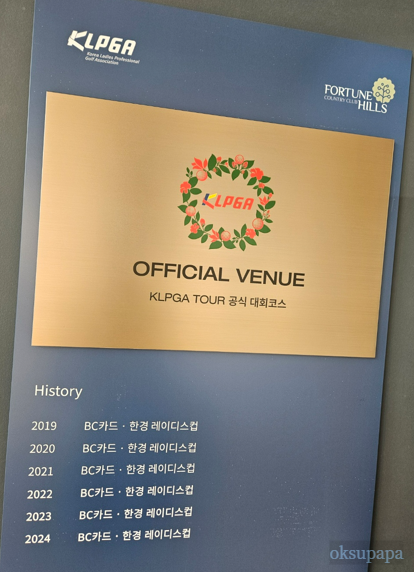 KLPGA
Korea Ladies Professional
Golf Association
FORTUNE
COUNTRY CLUB
HILLS
KLPGA
OFFICIAL VENUE
KLPGA TOUR 공식 대회코스
History
2019 BC카드 · 한경 레이디스컵
2020 BC카드 · 한경 레이디스컵
2021 BC카드 · 한경 레이디스컵
2022 BC카드 · 한경 레이디스컵
2023 BC카드 · 한경 레이디스컵
2024 BC카드 · 한경 레이디스컵
oksupapa